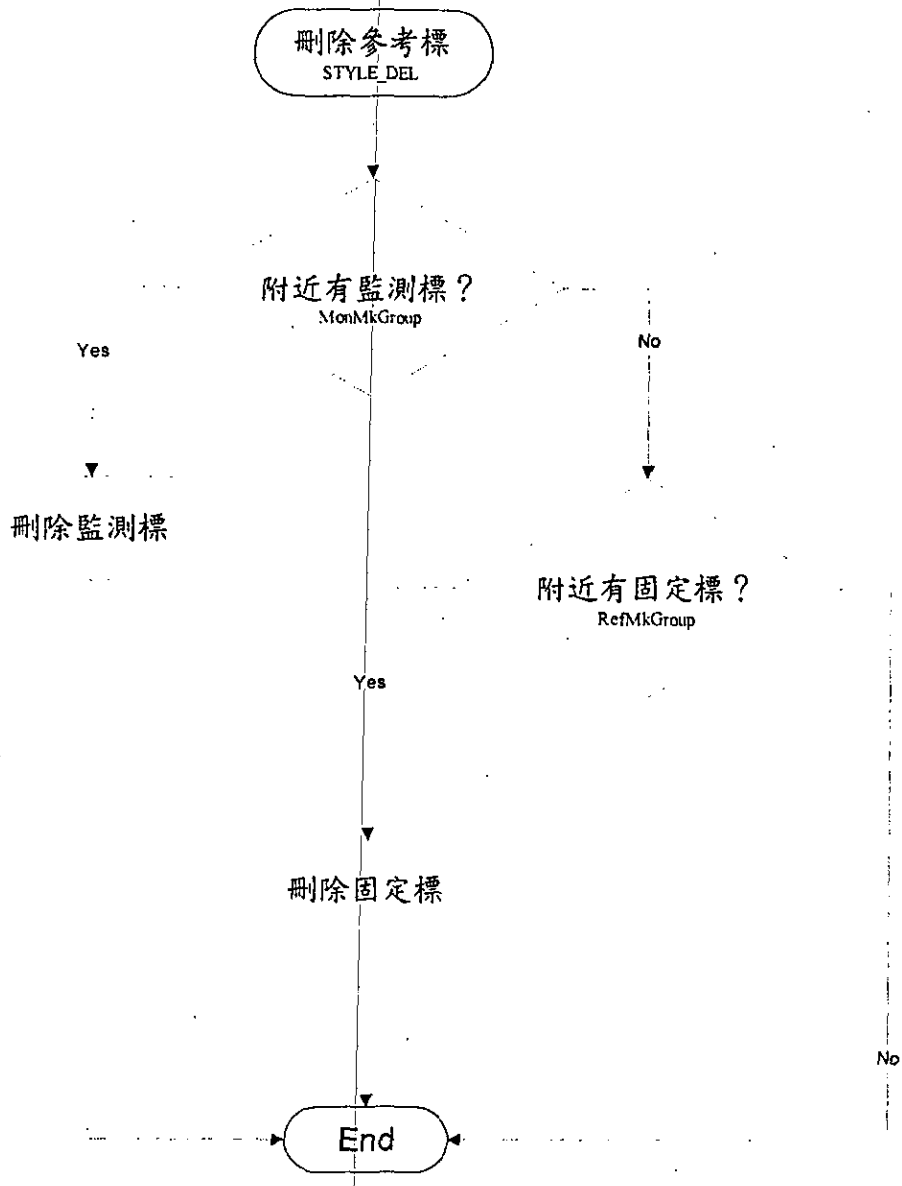 刪除參考標
STYLE_DEL
附近有監測標？
MonMkGroup
Yes
No
刪除監測標
附近有固定標？
RefMkGroup
Yes
刪除固定標
No
End